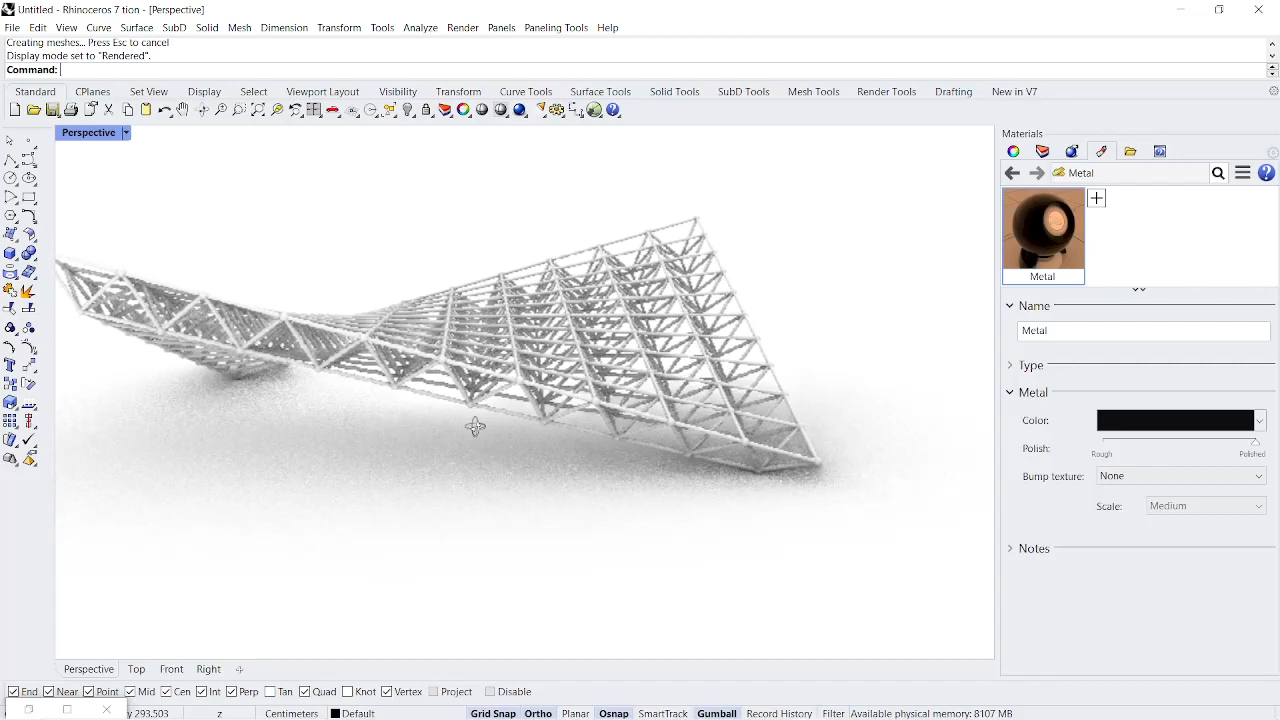 Untitled - Rhinoceros 7 tion - [Perspective]
File Edit View Curve Surface SubD Solid Mesh Dimension Transform Tools Analyze Render Panels Paneling Tools Help
Creating meshes... Press Esc to cancel
Display mode set to "Rendered".
Command:
Standard CPlanes Set View Display Select Viewport Layout Visibility Transform Curve Tools Surface Tools Solid Tools SubD Tools Mesh Tools Render Tools Drafting New in V7
Perspective
Materials
Metal
Metal
Name
Metal
Type
Metal
Color:
Polish:
Rough Polished
Bump texture: None
Scale: Medium
Notes
Perspective Top Front Right
End Near Point Mid Cen Int Perp Tan Quad Knot Vertex Project Disable
y 293.503 z Centimeters Default Grid Snap Ortho Planar Osnap SmartTrack Gumball Record History Filter Available physical memory: 8107 MB